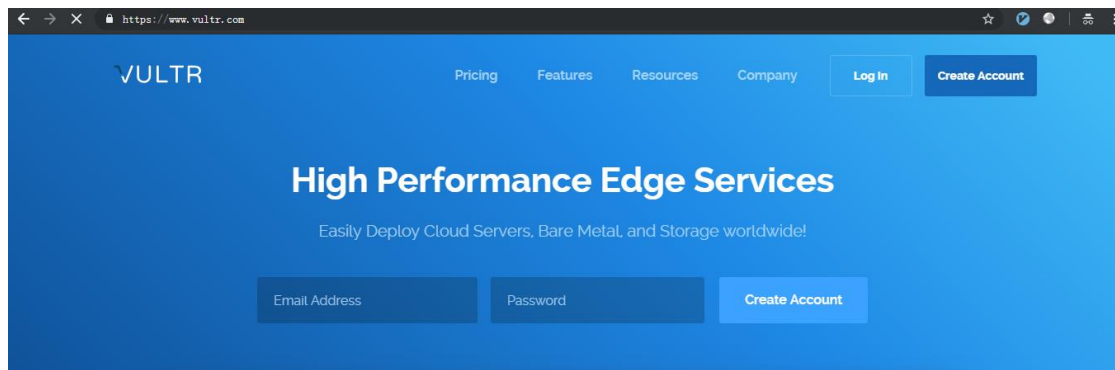 https://www.vultr.com
VULTR Pricing Features Resources Company Log In Create Account
High Performance Edge Services
Easily Deploy Cloud Servers, Bare Metal, and Storage worldwide!
Email Address Password Create Account